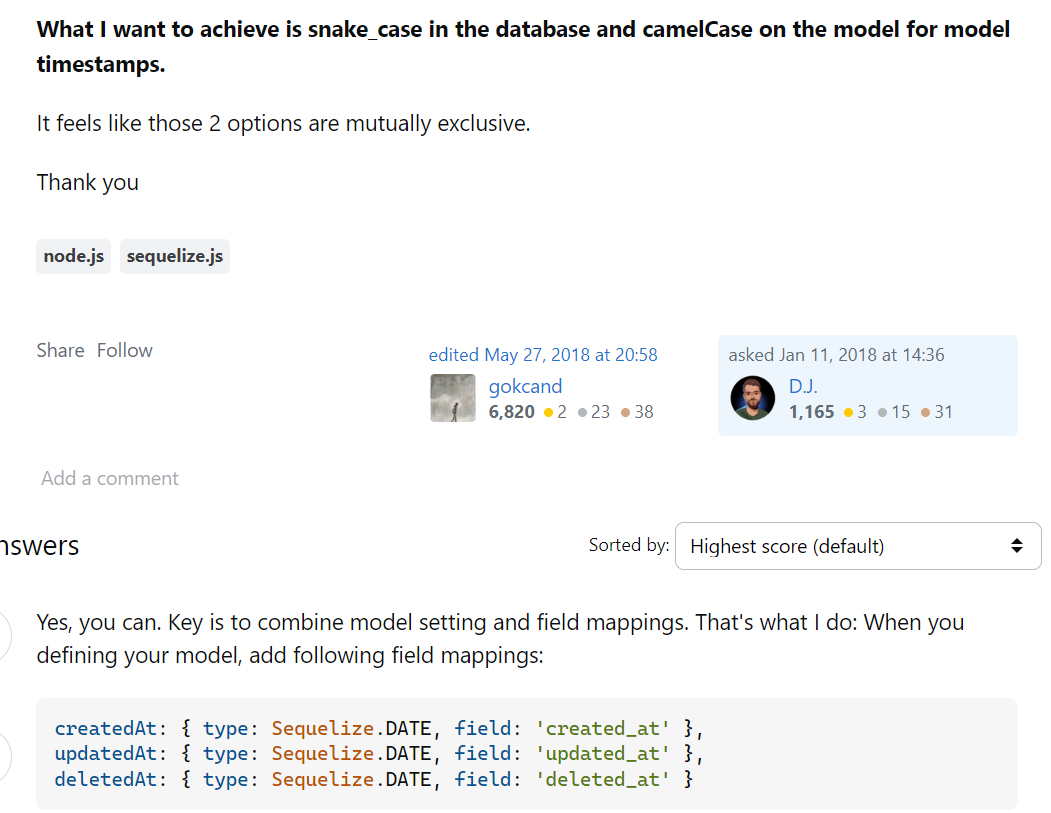 What I want to achieve is snake_case in the database and camelCase on the model for model
timestamps.
It feels like those 2 options are mutually exclusive.
Thank you
node.js sequelize.js
Share Follow
edited May 27, 2018 at 20:58
gokcand
6,820 2 23 38
asked Jan 11, 2018 at 14:36
D.J.
1,165 3 15 31
Add a comment
nswers
Sorted by: Highest score (default)
Yes, you can. Key is to combine model setting and field mappings. That's what I do: When you
defining your model, add following field mappings:
createdAt: { type: Sequelize.DATE, field: 'created_at' },
updatedAt: { type: Sequelize.DATE, field: 'updated_at' },
deletedAt: { type: Sequelize.DATE, field: 'deleted_at' }